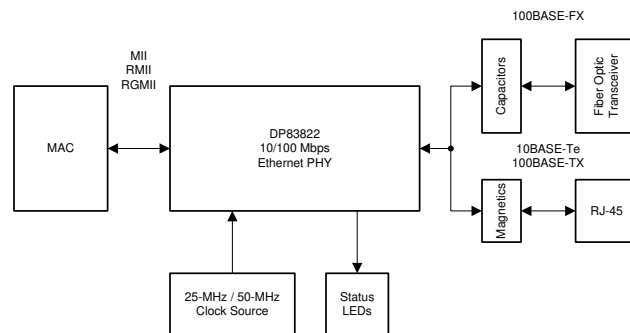 100BASE-FX
MII
RMII
RGMII
Capacitors
Fiber Optic
Transceiver
MAC
DP83822
10/100 Mbps
Ethernet PHY
10BASE-Te
100BASE-TX
Magnetics
RJ-45
25-MHz / 50-MHz
Clock Source
Status
LEDs